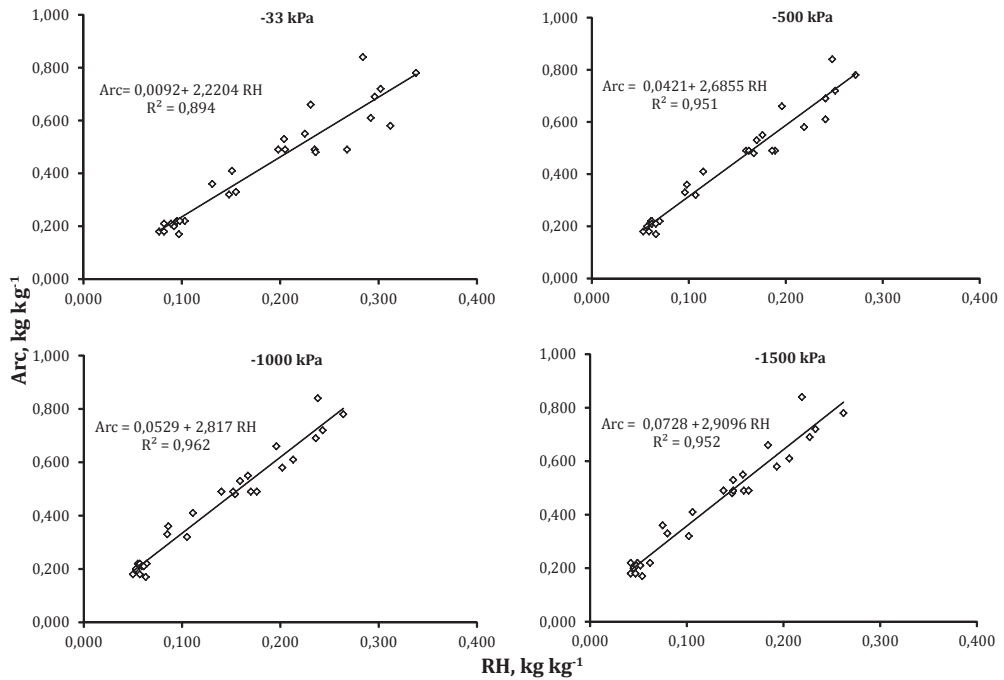 -33 kPa
1,000
0,800
0,600
0,400
0,200
0,000
Arc= 0,0092+ 2,2204 RH
R² = 0,894
0,000 0,100 0,200 0,300 0,400
-500 kPa
1,000
0,800
0,600
0,400
0,200
0,000
Arc= 0,0421+ 2,6855 RH
R² = 0,951
0,000 0,100 0,200 0,300 0,400
Arc, kg kg⁻¹
-1000 kPa
1,000
0,800
0,600
0,400
0,200
0,000
Arc = 0,0529 + 2,817 RH
R² = 0,962
0,000 0,100 0,200 0,300 0,400
-1500 kPa
1,000
0,800
0,600
0,400
0,200
0,000
Arc = 0,0728 + 2,9096 RH
R² = 0,952
0,000 0,100 0,200 0,300 0,400
RH, kg kg⁻¹